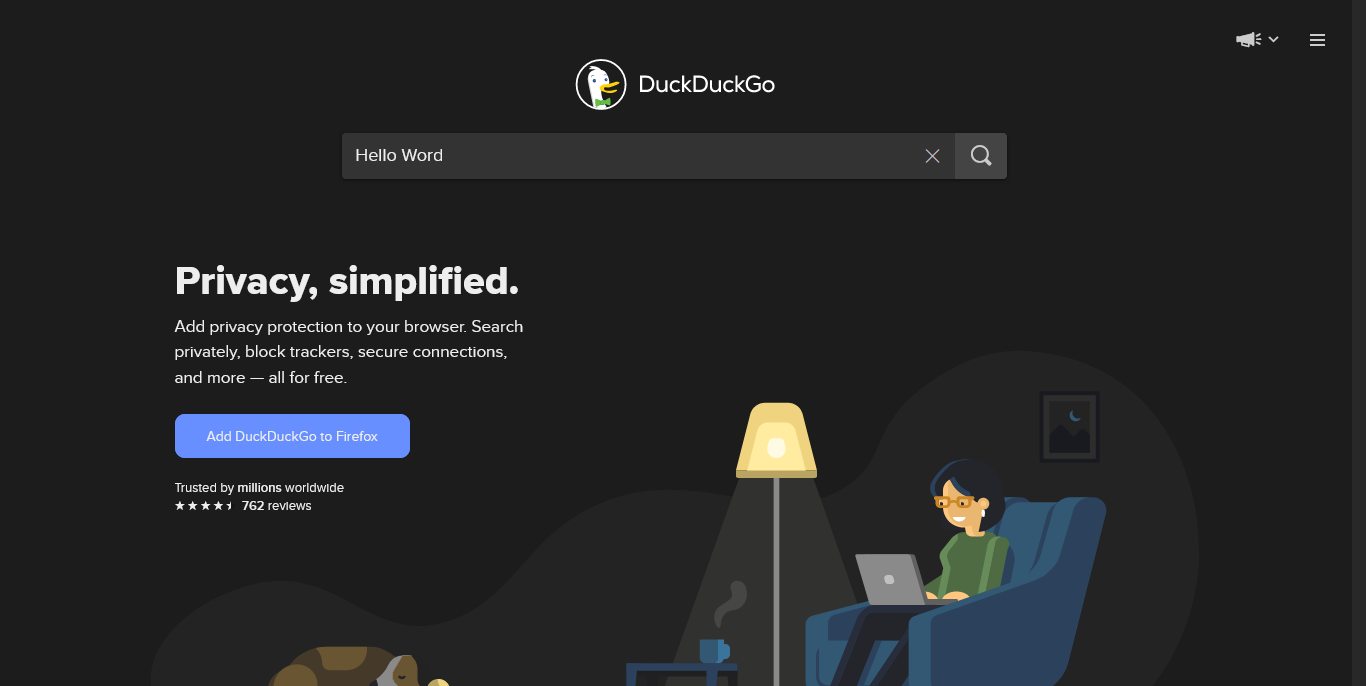 DuckDuckGo
Hello Word
Privacy, simplified.
Add privacy protection to your browser. Search
privately, block trackers, secure connections,
and more — all for free.
Add DuckDuckGo to Firefox
Trusted by millions worldwide
762 reviews